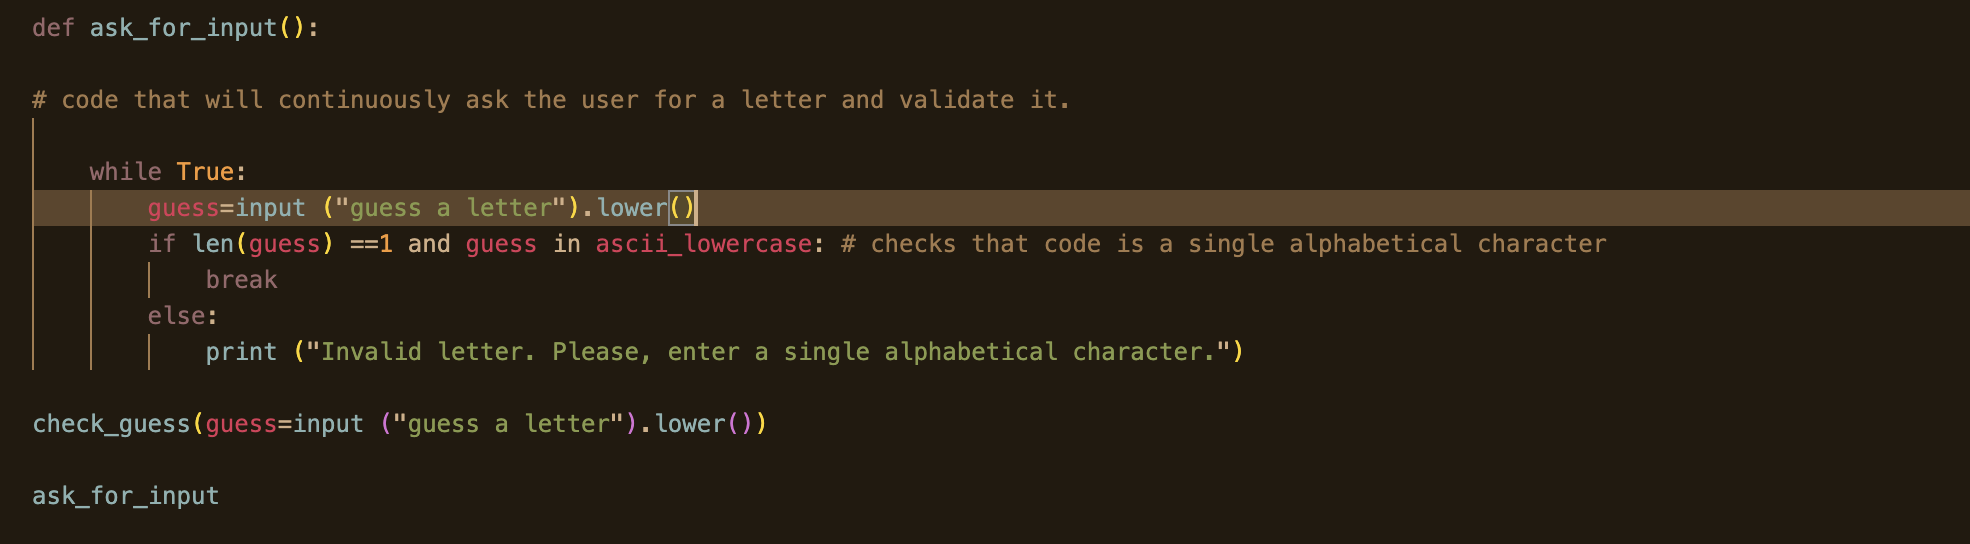 def ask_for_input():
# code that will continuously ask the user for a letter and validate it.
while True:
guess=input ("guess a letter").lower()
if len(guess) ==1 and guess in ascii_lowercase: # checks that code is a single alphabetical character
break
else:
print ("Invalid letter. Please, enter a single alphabetical character.")
check_guess(guess=input ("guess a letter").lower())
ask_for_input